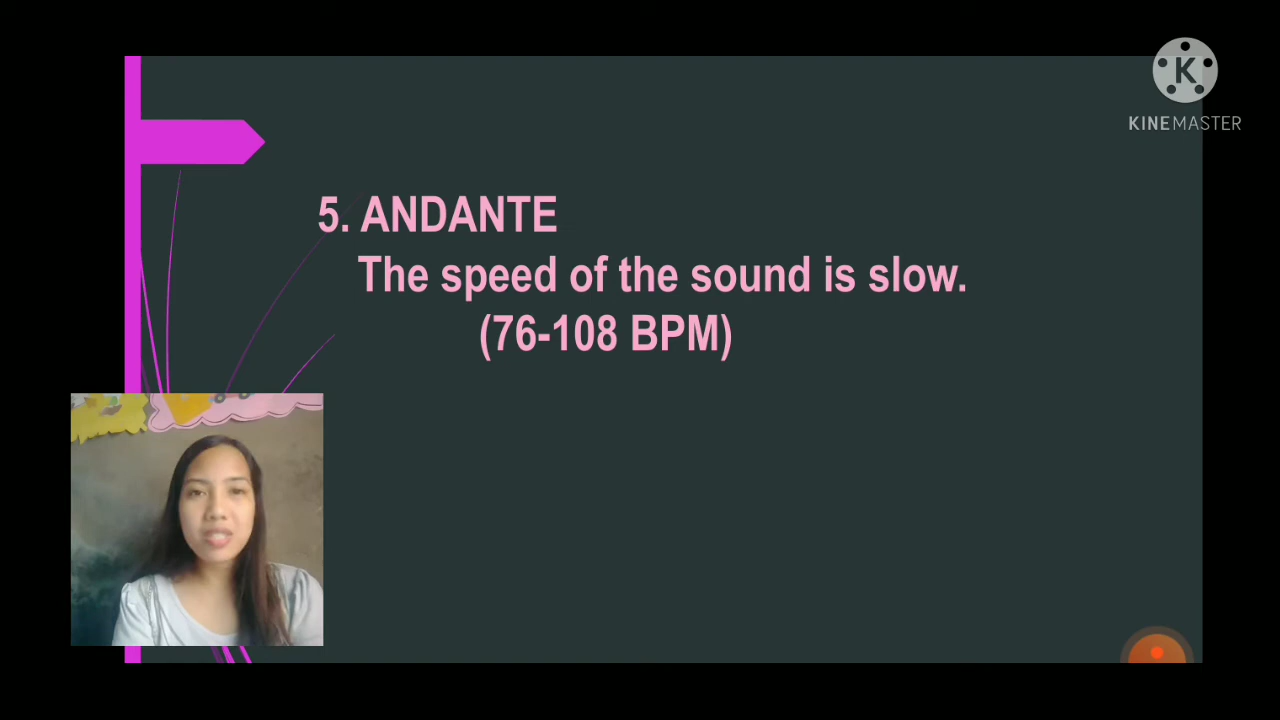 K
KINEMASTER
5. ANDANTE
The speed of the sound is slow.
(76-108 BPM)